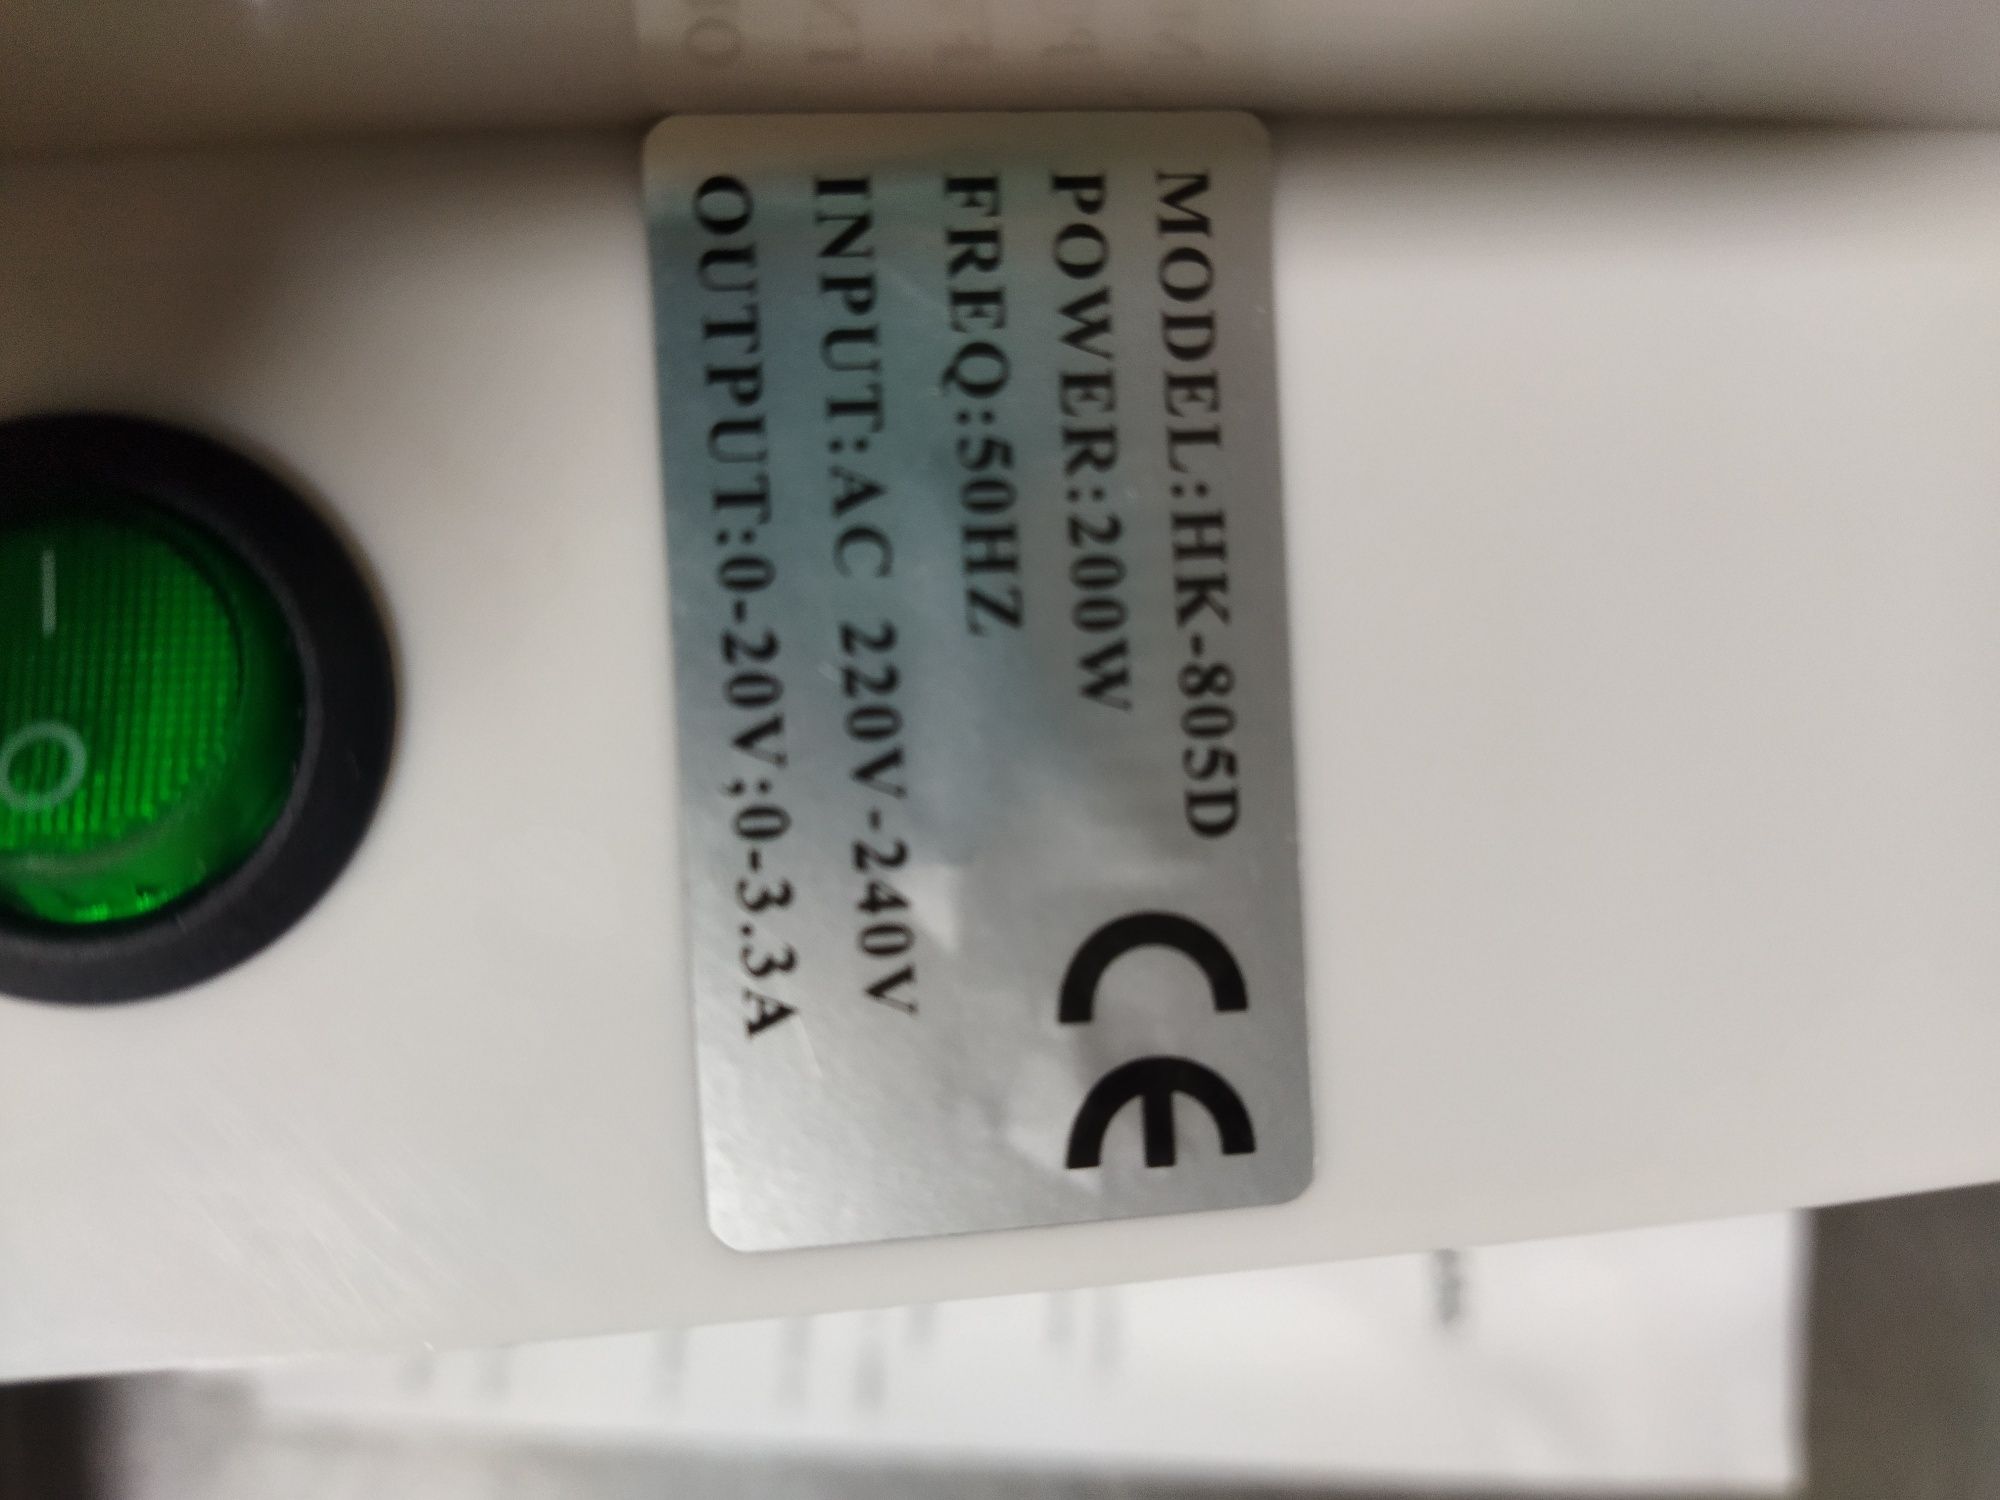 MODEL:HK-805D
POWER:200W
FREQ:50HZ
INPUT:AC 220V-240V
OUTPUT:0-20V;0-3.3A
CE